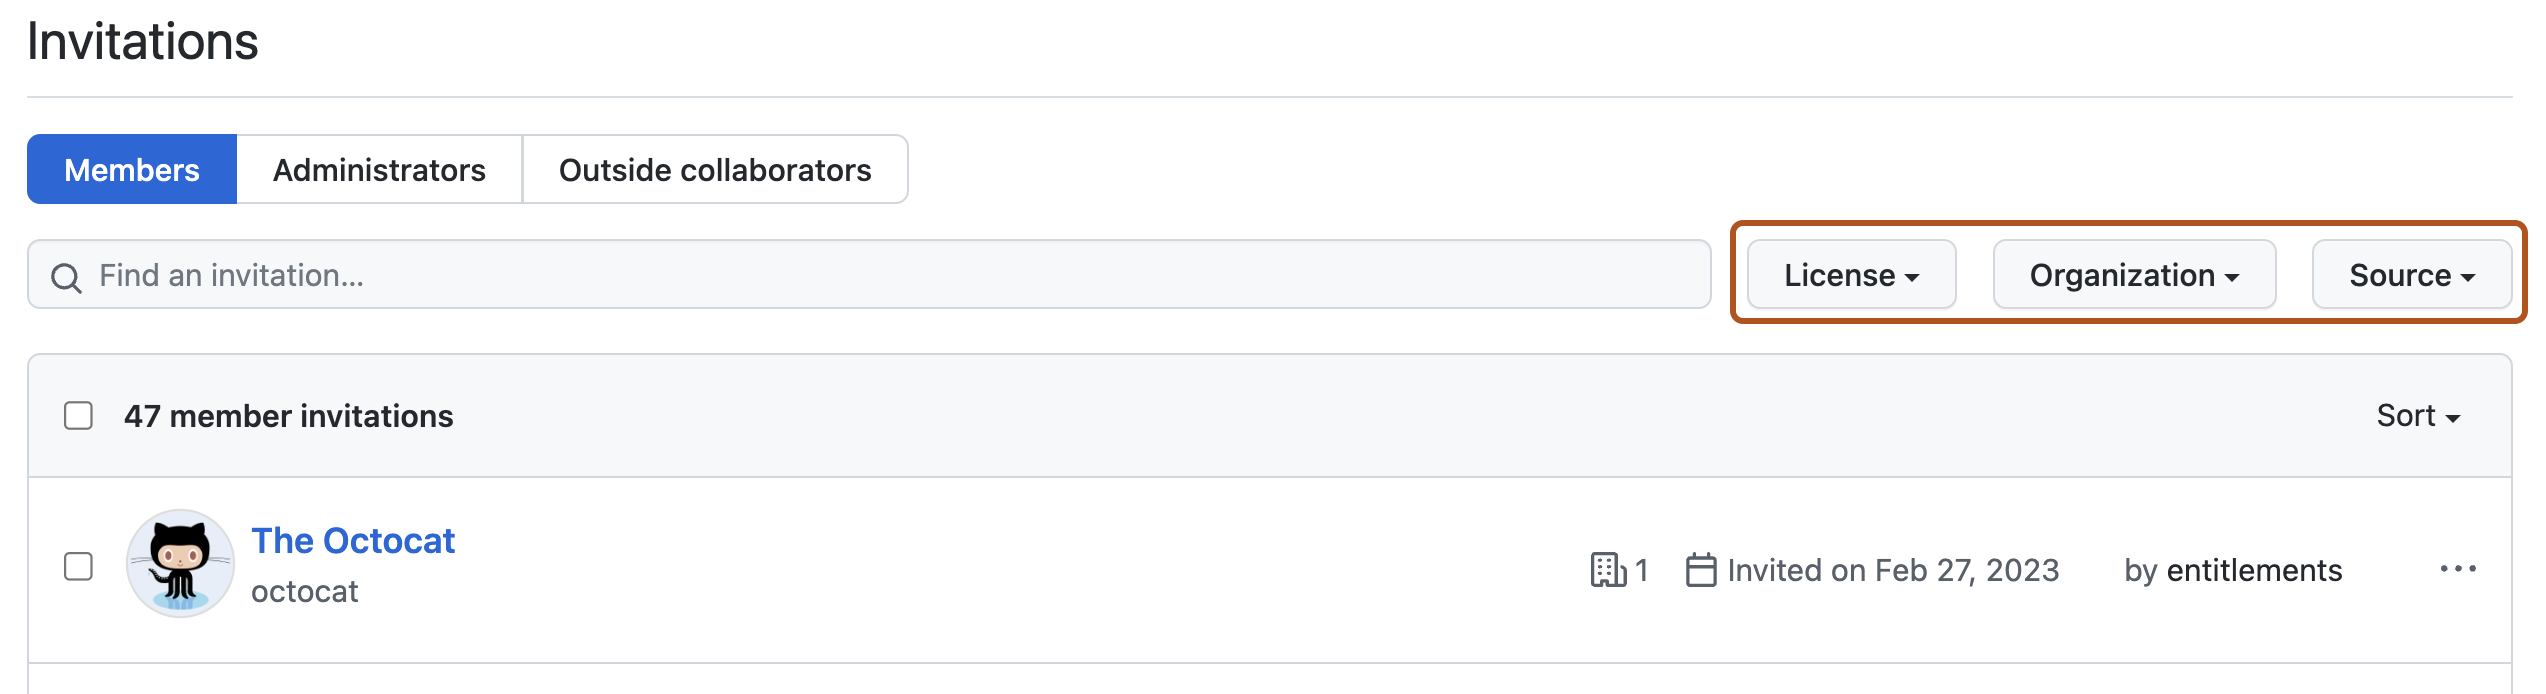 Invitations
Members Administrators Outside collaborators
Find an invitation... License Organization Source
47 member invitations Sort
The Octocat
octocat
1 Invited on Feb 27, 2023 by entitlements